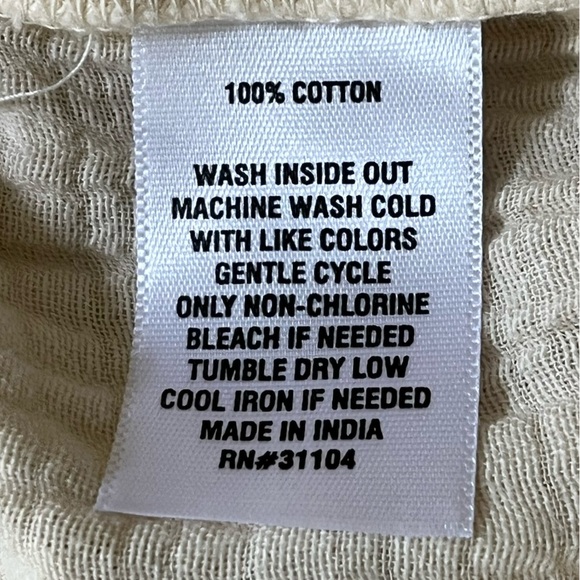 100% COTTON
WASH INSIDE OUT
MACHINE WASH COLD
WITH LIKE COLORS
GENTLE CYCLE
ONLY NON-CHLORINE
BLEACH IF NEEDED
TUMBLE DRY LOW
COOL IRON IF NEEDED
MADE IN INDIA
RN#31104